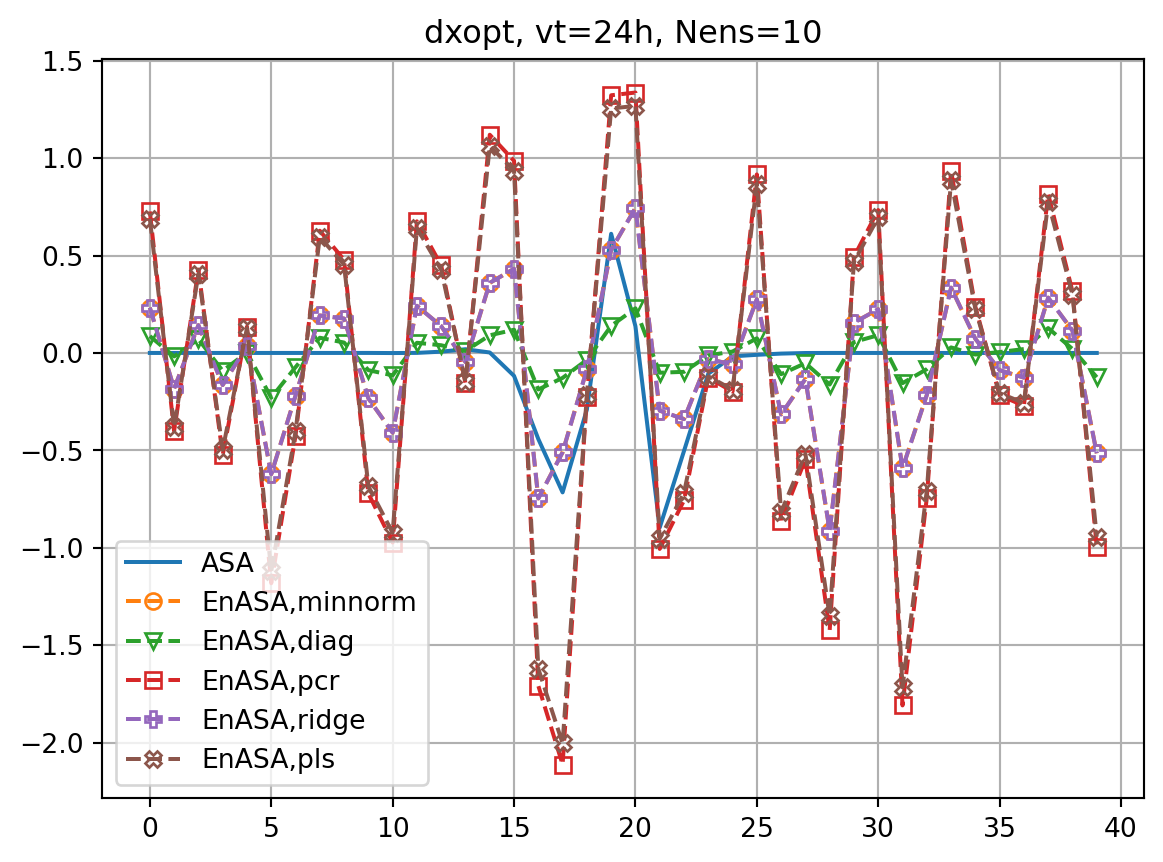 dxopt, vt=24h, Nens=10
1.5
1.0
0.5
0.0
−0.5
−1.0
−1.5
−2.0
ASA
EnASA,minnorm
EnASA,diag
EnASA,pcr
EnASA,ridge
EnASA,pls
0 5 10 15 20 25 30 35 40